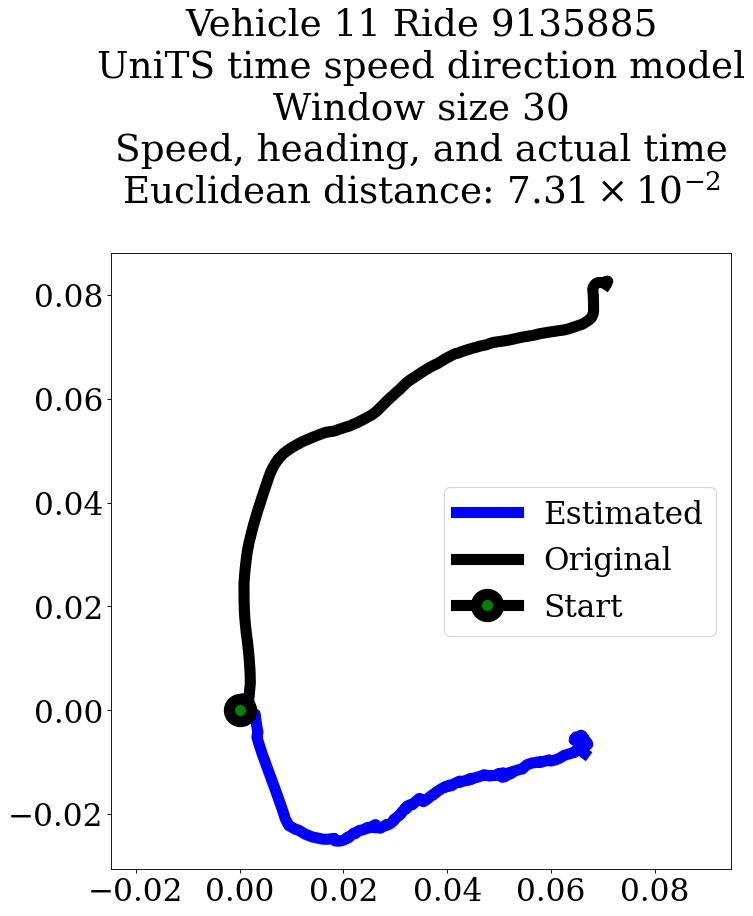 Vehicle 11 Ride 9135885
UniTS time speed direction model
Window size 30
Speed, heading, and actual time
Euclidean distance: 7.31 × 10⁻²
0.08
0.06
0.04
0.02
0.00
−0.02
Estimated
Original
Start
−0.02 0.00 0.02 0.04 0.06 0.08